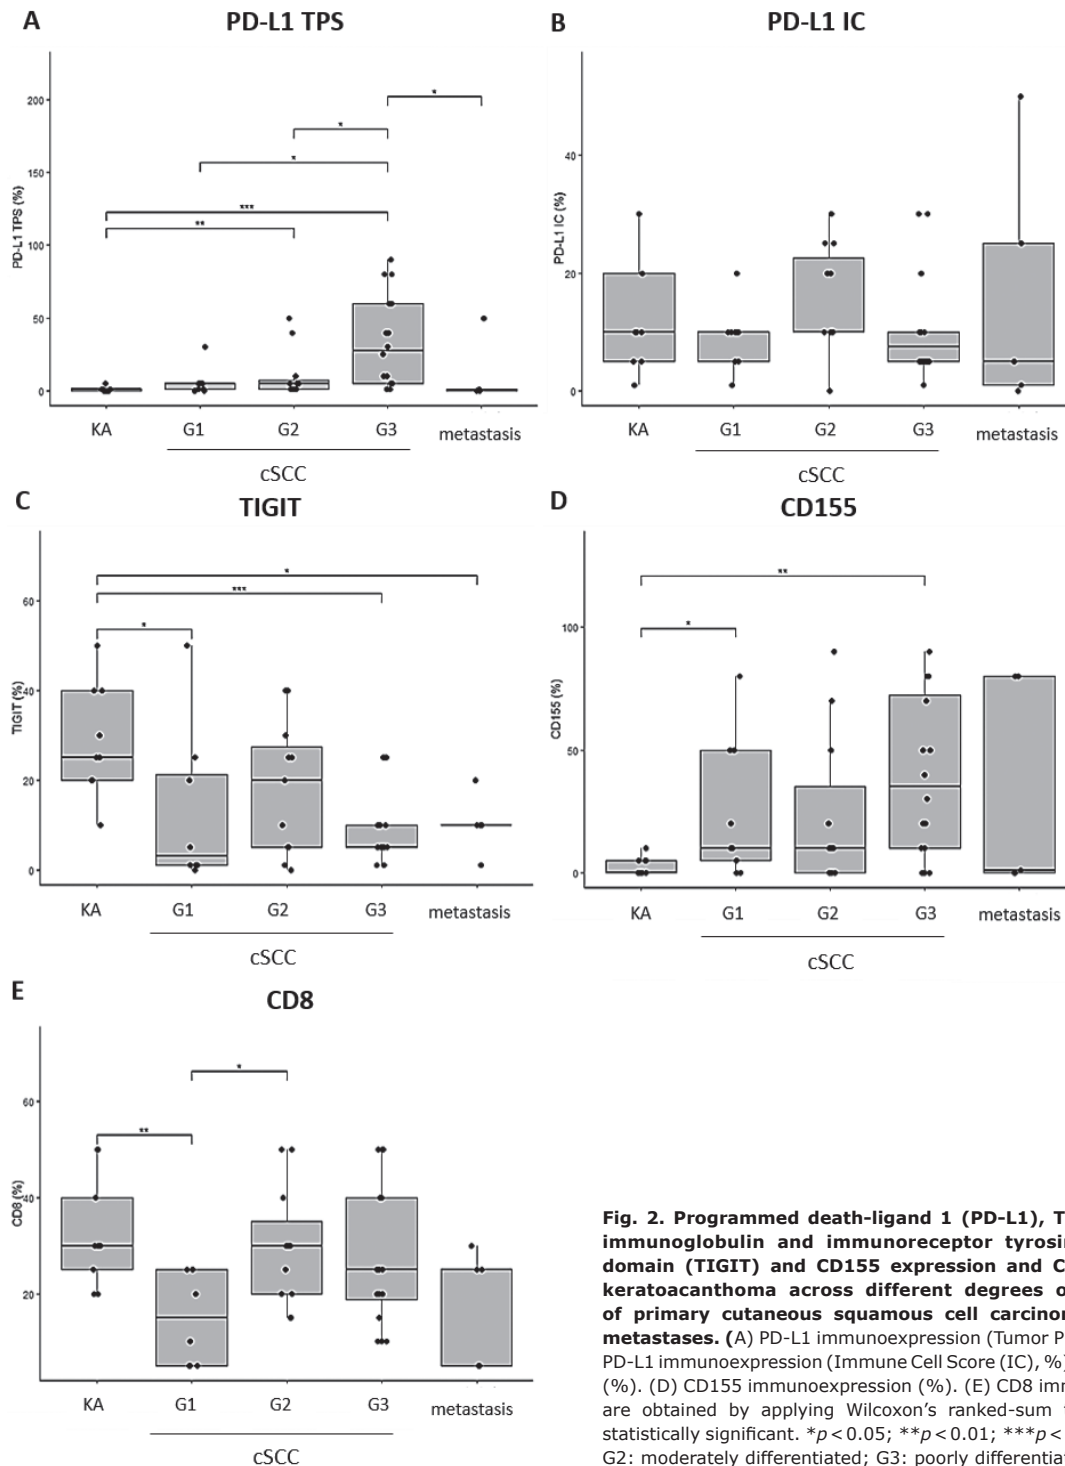 A
PD-L1 TPS
PD-L1 TPS (%)
200
150
100
50
0
*
*
*
***
**
KA
G1
G2
G3
metastasis
cSCC
B
PD-L1 IC
PD-L1 IC (%)
40
20
0
KA
G1
G2
G3
metastasis
cSCC
C
TIGIT
TIGIT (%)
60
40
20
0
*
***
*
KA
G1
G2
G3
metastasis
cSCC
D
CD155
CD155 (%)
100
50
0
**
*
KA
G1
G2
G3
metastasis
cSCC
E
CD8
CD8 (%)
60
40
20
*
**
KA
G1
G2
G3
metastasis
cSCC
Fig. 2. Programmed death-ligand 1 (PD-L1), T
immunoglobulin and immunoreceptor tyrosi
domain (TIGIT) and CD155 expression and C
keratoacanthoma across different degrees o
of primary cutaneous squamous cell carcino
metastases. (A) PD-L1 immunoexpression (Tumor P
PD-L1 immunoexpression (Immune Cell Score (IC), %)
(%). (D) CD155 immunoexpression (%). (E) CD8 imm
are obtained by applying Wilcoxon's ranked-sum
statistically significant. *p < 0.05; **p < 0.01; ***p <
G2: moderately differentiated; G3: poorly differentia